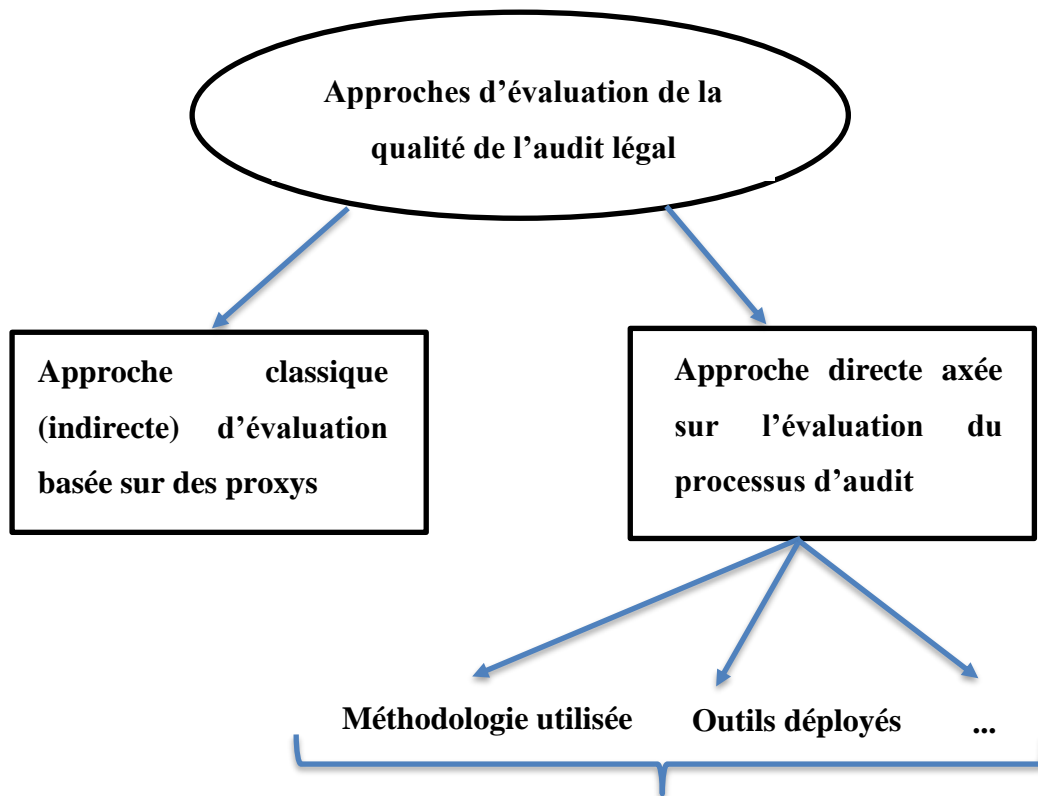 Approches d’évaluation de la
qualité de l’audit légal
Approche classique
(indirecte) d’évaluation
basée sur des proxys
Approche directe axée
sur l’évaluation du
processus d’audit
Méthodologie utilisée Outils déployés ...